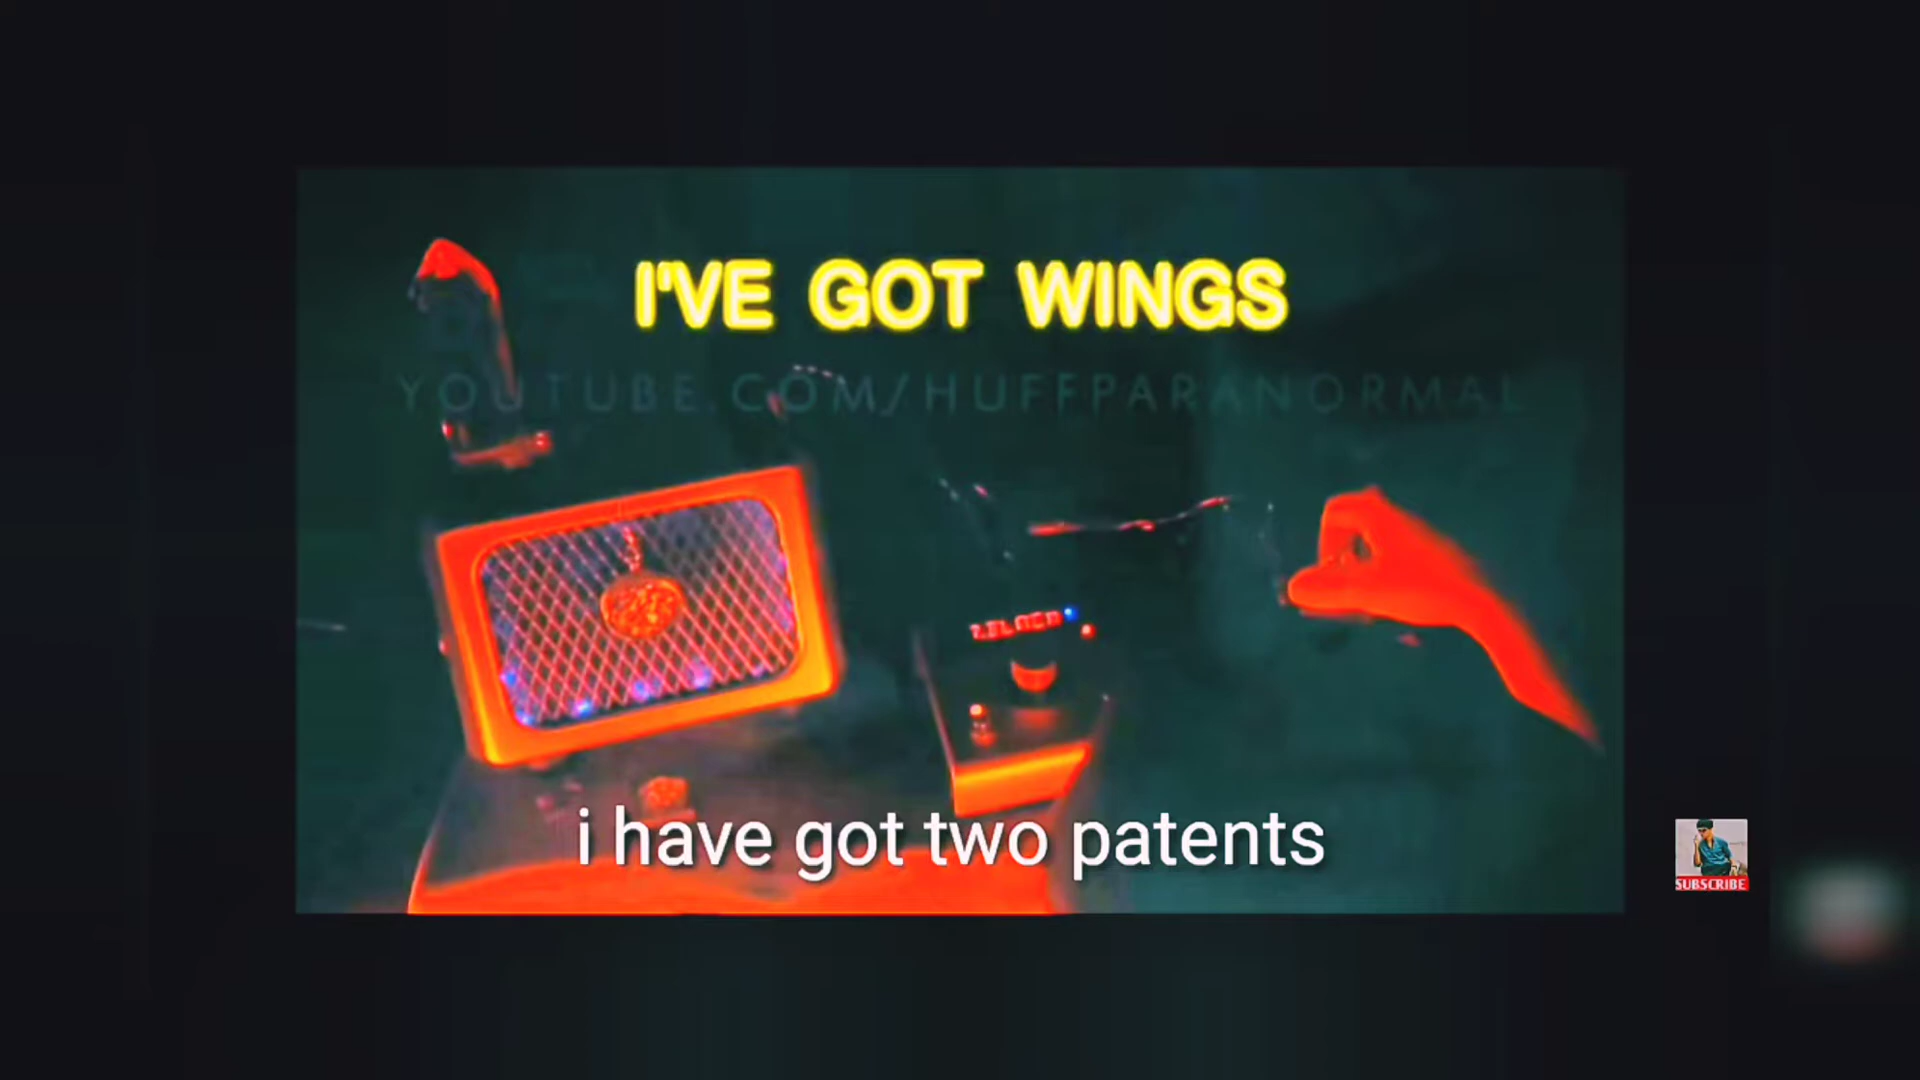 I'VE GOT WINGS
YOUTUBE.COM/HUFFPARANORMAL
i have got two patents
SUBSCRIBE